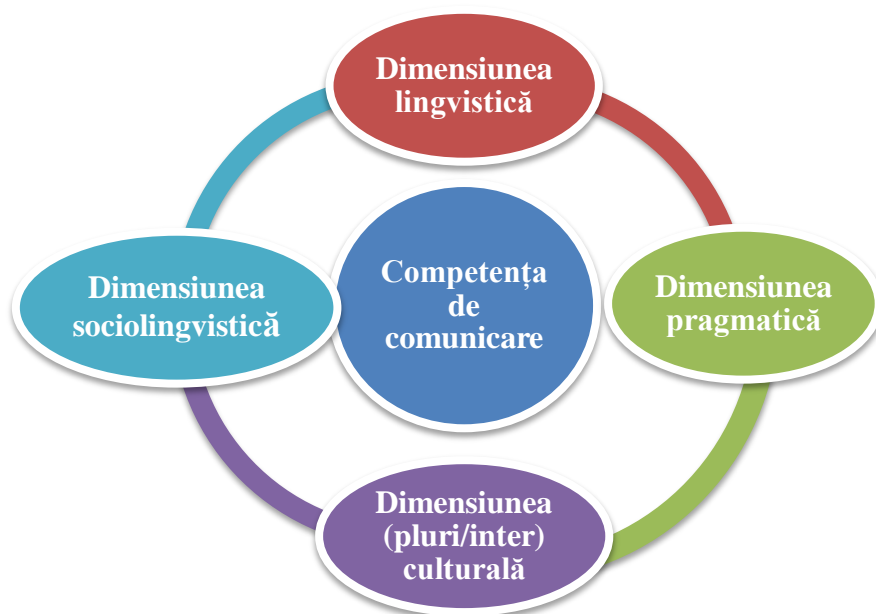 Dimensiunea
lingvistică
Dimensiunea
sociolingvistică
Competența
de
comunicare
Dimensiunea
pragmatică
Dimensiunea
(pluri/inter)
culturală